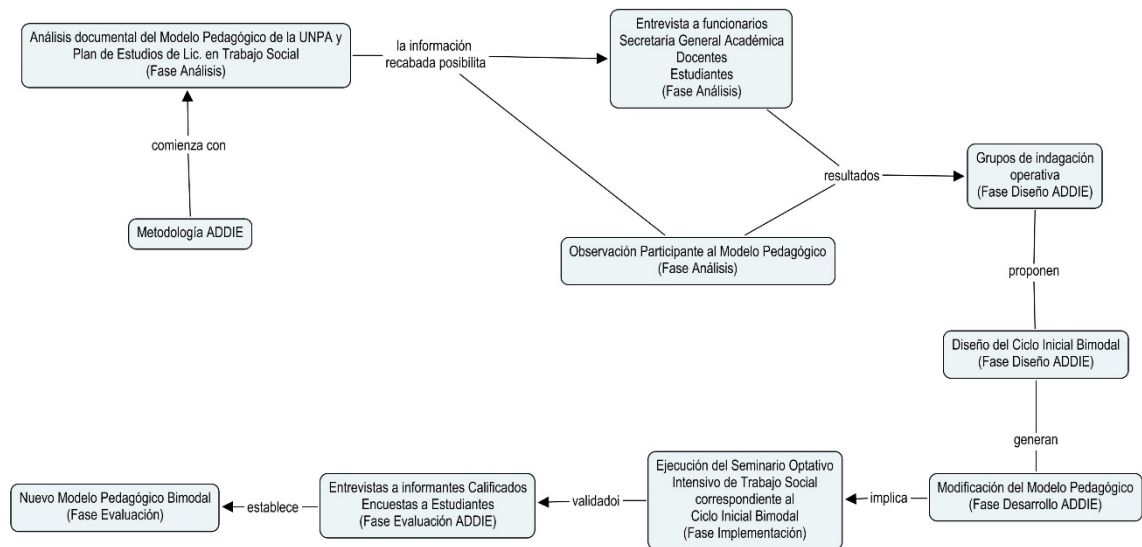 Análisis documental del Modelo Pedagógico de la UNPA y
Plan de Estudios de Lic. en Trabajo Social
(Fase Análisis)
la información
recabada posibilita
Entrevista a funcionarios
Secretaría General Académica
Docentes
Estudiantes
(Fase Análisis)
comienza con
Metodología ADDIE
Observación Participante al Modelo Pedagógico
(Fase Análisis)
resultados
Grupos de indagación
operativa
(Fase Diseño ADDIE)
proponen
Diseño del Ciclo Inicial Bimodal
(Fase Diseño ADDIE)
generan
Modificación del Modelo Pedagógico
(Fase Desarrollo ADDIE)
implica
Ejecución del Seminario Optativo
Intensivo de Trabajo Social
correspondiente al
Ciclo Inicial Bimodal
(Fase Implementación)
validadoi
Entrevistas a informantes Calificados
Encuestas a Estudiantes
(Fase Evaluación ADDIE)
establece
Nuevo Modelo Pedagógico Bimodal
(Fase Evaluación)